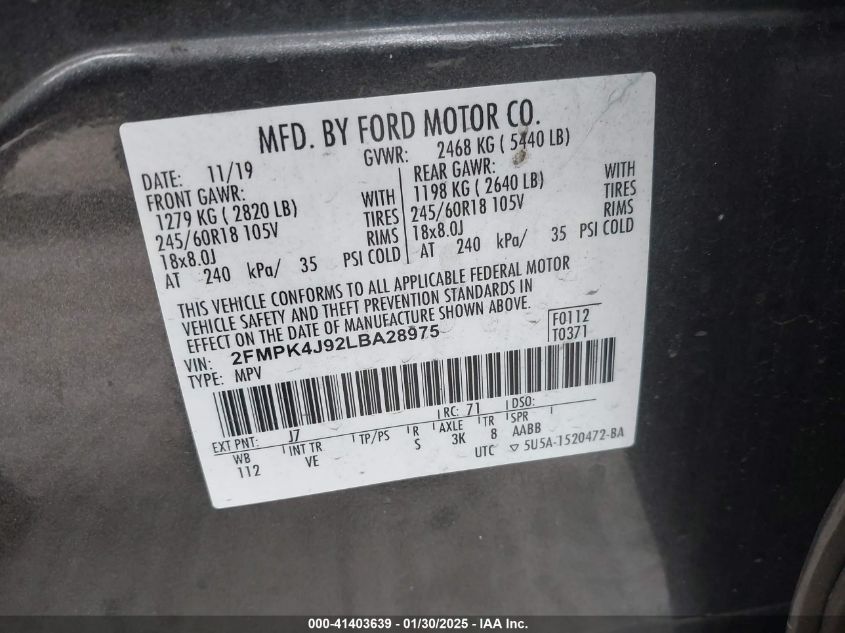 MFD. BY FORD MOTOR CO.
DATE: 11/19 GVWR: 2468 KG ( 5440 LB)
FRONT GAWR: REAR GAWR:
1279 KG ( 2820 LB) WITH 1198 KG ( 2640 LB) WITH
245/60R18 105V TIRES 245/60R18 105V TIRES
18x8.0J RIMS 18x8.0J RIMS
AT 240 kPa/ 35 PSI COLD AT 240 kPa/ 35 PSI COLD
THIS VEHICLE CONFORMS TO ALL APPLICABLE FEDERAL MOTOR
VEHICLE SAFETY AND THEFT PREVENTION STANDARDS IN
EFFECT ON THE DATE OF MANUFACTURE SHOWN ABOVE.
VIN: 2FMPK4J92LBA28975 F0112
TYPE: MPV T0371
EXT PNT: J7 RC: 71 DSO:
WB INT TR TP/PS R AXLE TR SPR
112 VE S 3K 8 AABB
UTC ▽ 5U5A-1520472-BA
000-41403639 - 01/30/2025 - IAA Inc.